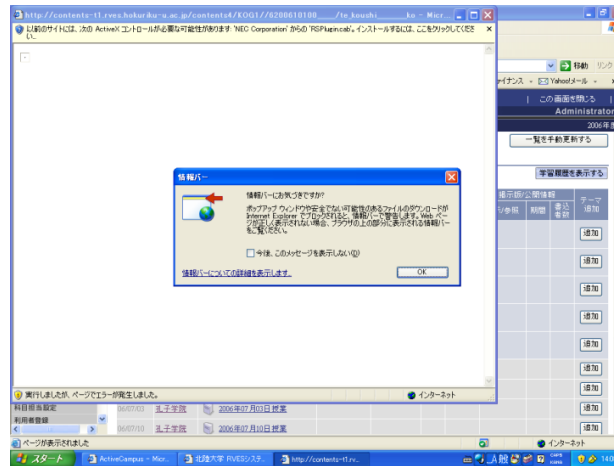 http://contents-t1.rves.hokuriku-u.ac.jp/contents4/KOG1//0200610100____/te_koushi____ko - Micr...
以前のサイトには、次の ActiveX コントロールが必要な可能性があります: 'NEC Corporation' からの 'RSPlugin.cab'。インストールするには、ここをクリックしてください...
移動
リンク
Yahoo!メール
この画面を閉じる
Administrator
2006年度
一覧を手動更新する
学習履歴を表示する
掲示板/公開情報
テーマ追加
期間
書込者数
追加
追加
追加
追加
追加
追加
追加
追加
情報バー
情報バーにお気づきですか?
ポップアップ ウィンドウや安全でない可能性のあるファイルのダウンロードが
Internet Explorer でブロックされると、情報バーで警告します。Web ペー
ジが正しく表示されない場合、ブラウザの上の部分に表示される情報バー
をご覧ください。
今後、このメッセージを表示しない(D)
情報バーについての詳細を表示します。
OK
実行しましたが、ページでエラーが発生しました。
インターネット
科目担当設定
06/07/03 孔子学院 2006年07月03日授業
利用者登録
06/07/10 孔子学院 2006年07月10日授業
ページが表示されました
インターネット
スタート
ActiveCampus - Micr...
北陸大学 RVESシステ...
http://contents-t1.rv...
A 般
CAPS
KANA